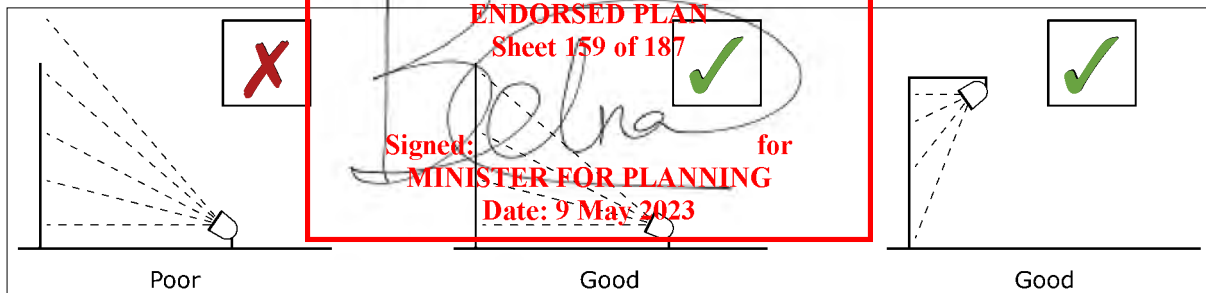 ENDORSED PLAN
Sheet 159 of 187
Signed: for
MINISTER FOR PLANNING
Date: 9 May 2023
Poor Good Good